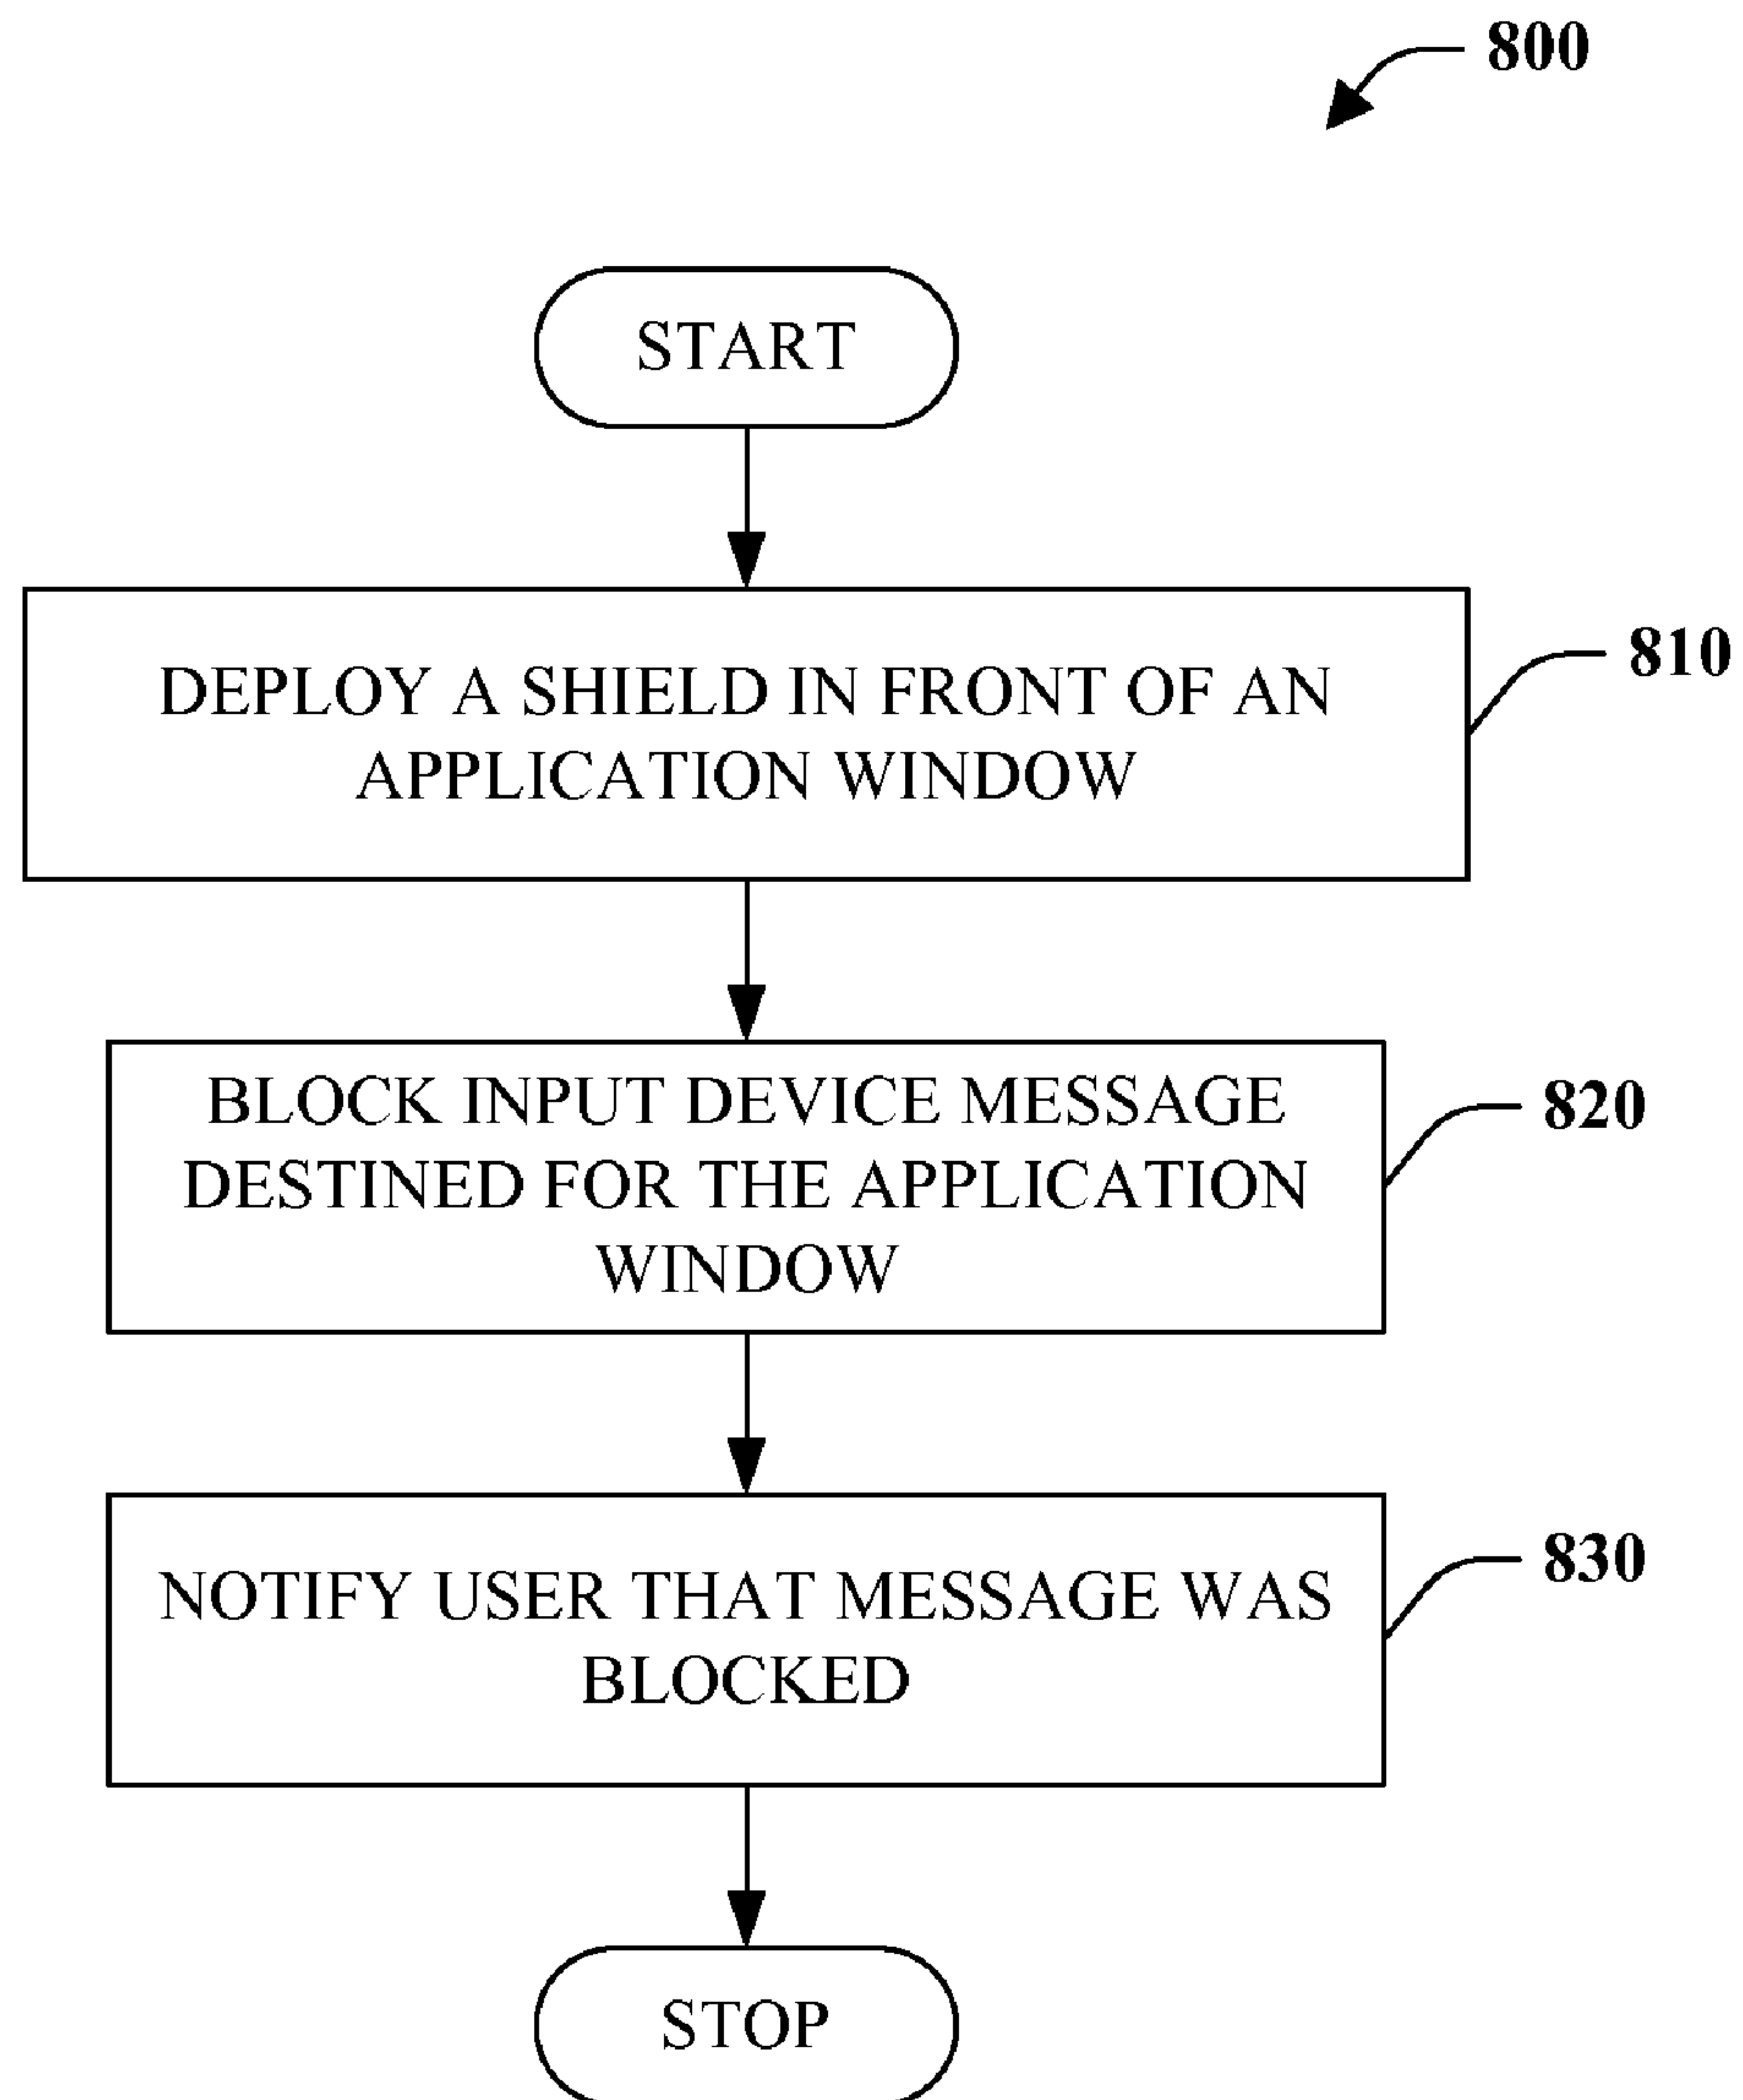 800
START
DEPLOY A SHIELD IN FRONT OF AN
APPLICATION WINDOW
810
BLOCK INPUT DEVICE MESSAGE
DESTINED FOR THE APPLICATION
WINDOW
820
NOTIFY USER THAT MESSAGE WAS
BLOCKED
830
STOP